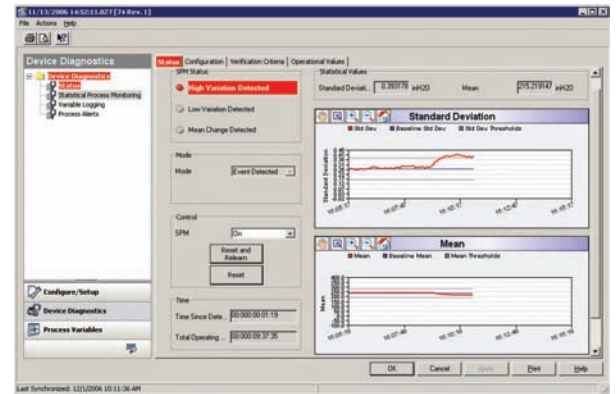 11/13/2006 14:52:11.827 [74 Rev. 1]
File Actions Help
Device Diagnostics
Device Diagnostics
Status
Statistical Process Monitoring
Variable Logging
Process Alerts
Configure/Setup
Device Diagnostics
Process Variables
Status Configuration Verification Criteria Operational Values
SPM Status
High Variation Detected
Low Variation Detected
Mean Change Detected
Mode
Mode Event Detected
Control
SPM On
Reset and
Relearn
Reset
Time
Time Since Dete... 00:000:00:01:19
Total Operating ... 00:000:09:37:35
Statistical Values
Standard Deviati.. 0.393178 inH2O Mean 215.219147 inH2O
Standard Deviation
Std Dev Baseline Std Dev Std Dev Thresholds
Standard Deviation
Mean
Mean Baseline Mean Mean Thresholds
Mean
OK Cancel Apply Print Help
Last Synchronized: 12/1/2006 10:11:36 AM